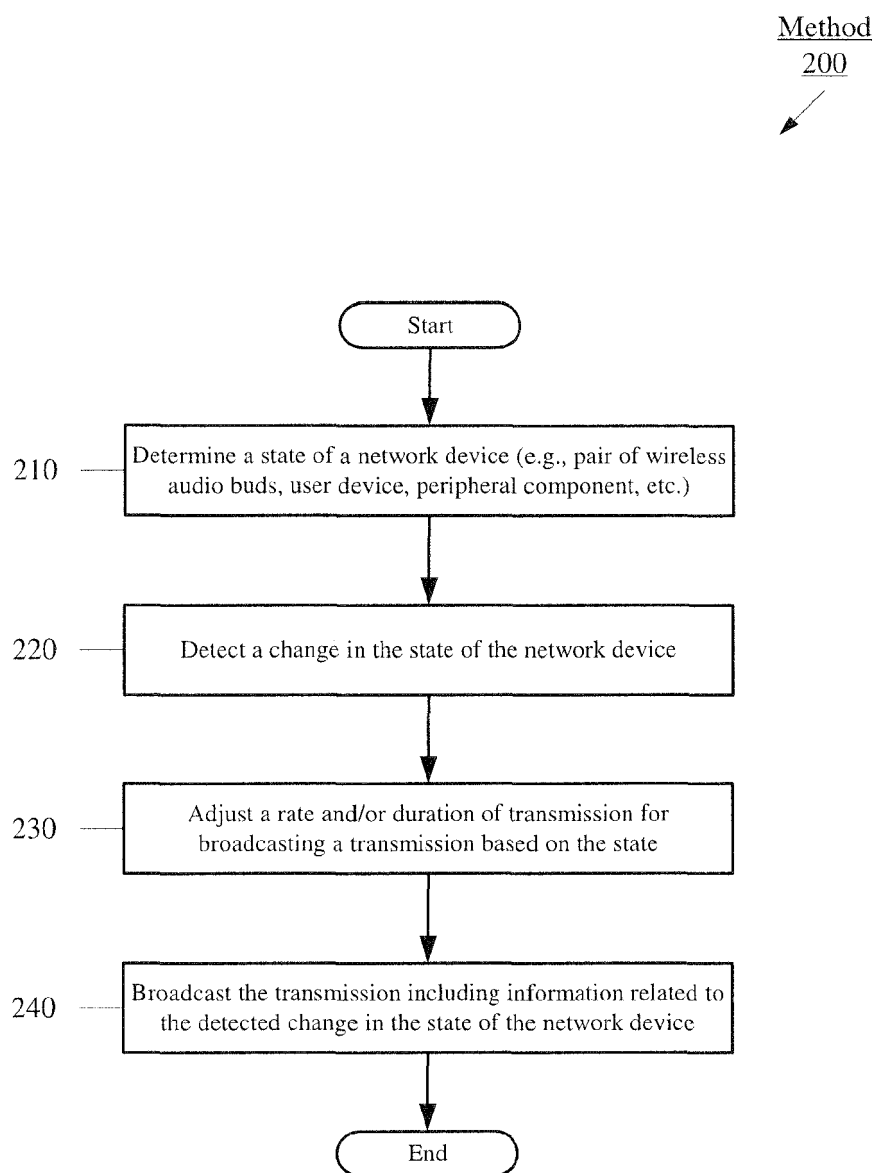 Method
200
Start
210
Determine a state of a network device (e.g., pair of wireless
audio buds, user device, peripheral component, etc.)
220
Detect a change in the state of the network device
230
Adjust a rate and/or duration of transmission for
broadcasting a transmission based on the state
240
Broadcast the transmission including information related to
the detected change in the state of the network device
End